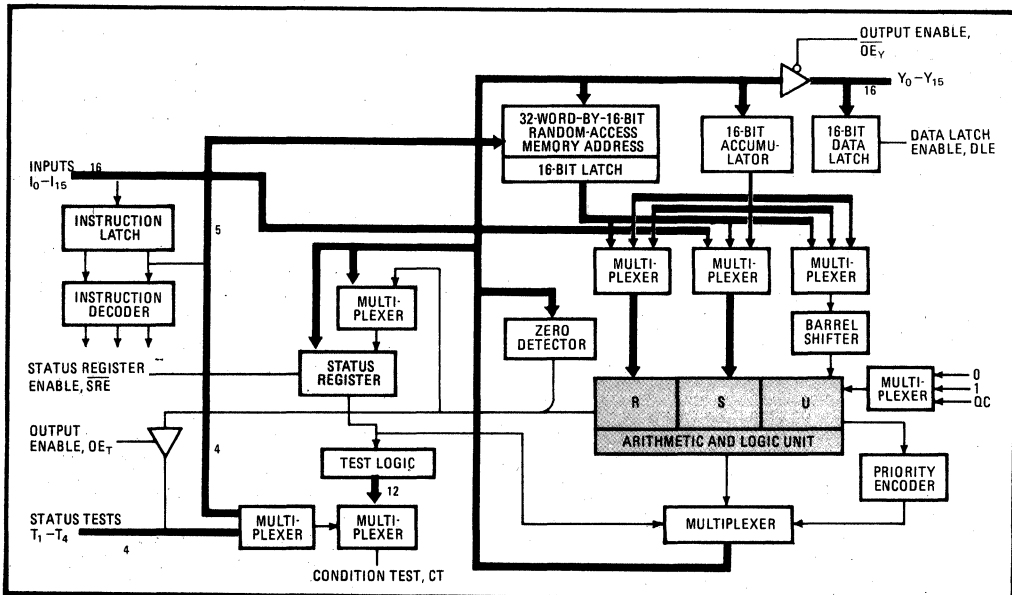 OUTPUT ENABLE,
OE_Y
Y0–Y15
16
32-WORD-BY-16-BIT
RANDOM-ACCESS
MEMORY ADDRESS
16-BIT LATCH
16-BIT
ACCUMU-
LATOR
16-BIT
DATA
LATCH
DATA LATCH
ENABLE, DLE
INPUTS
I0–I15
16
INSTRUCTION
LATCH
5
MULTI-
PLEXER
MULTI-
PLEXER
MULTI-
PLEXER
INSTRUCTION
DECODER
MULTI-
PLEXER
ZERO
DETECTOR
BARREL
SHIFTER
STATUS REGISTER
ENABLE, SRE
STATUS
REGISTER
R
S
U
ARITHMETIC AND LOGIC UNIT
MULTI-
PLEXER
0
1
QC
OUTPUT
ENABLE, OE_T
4
TEST LOGIC
12
PRIORITY
ENCODER
STATUS TESTS
T1–T4
4
MULTI-
PLEXER
MULTI-
PLEXER
MULTIPLEXER
CONDITION TEST, CT